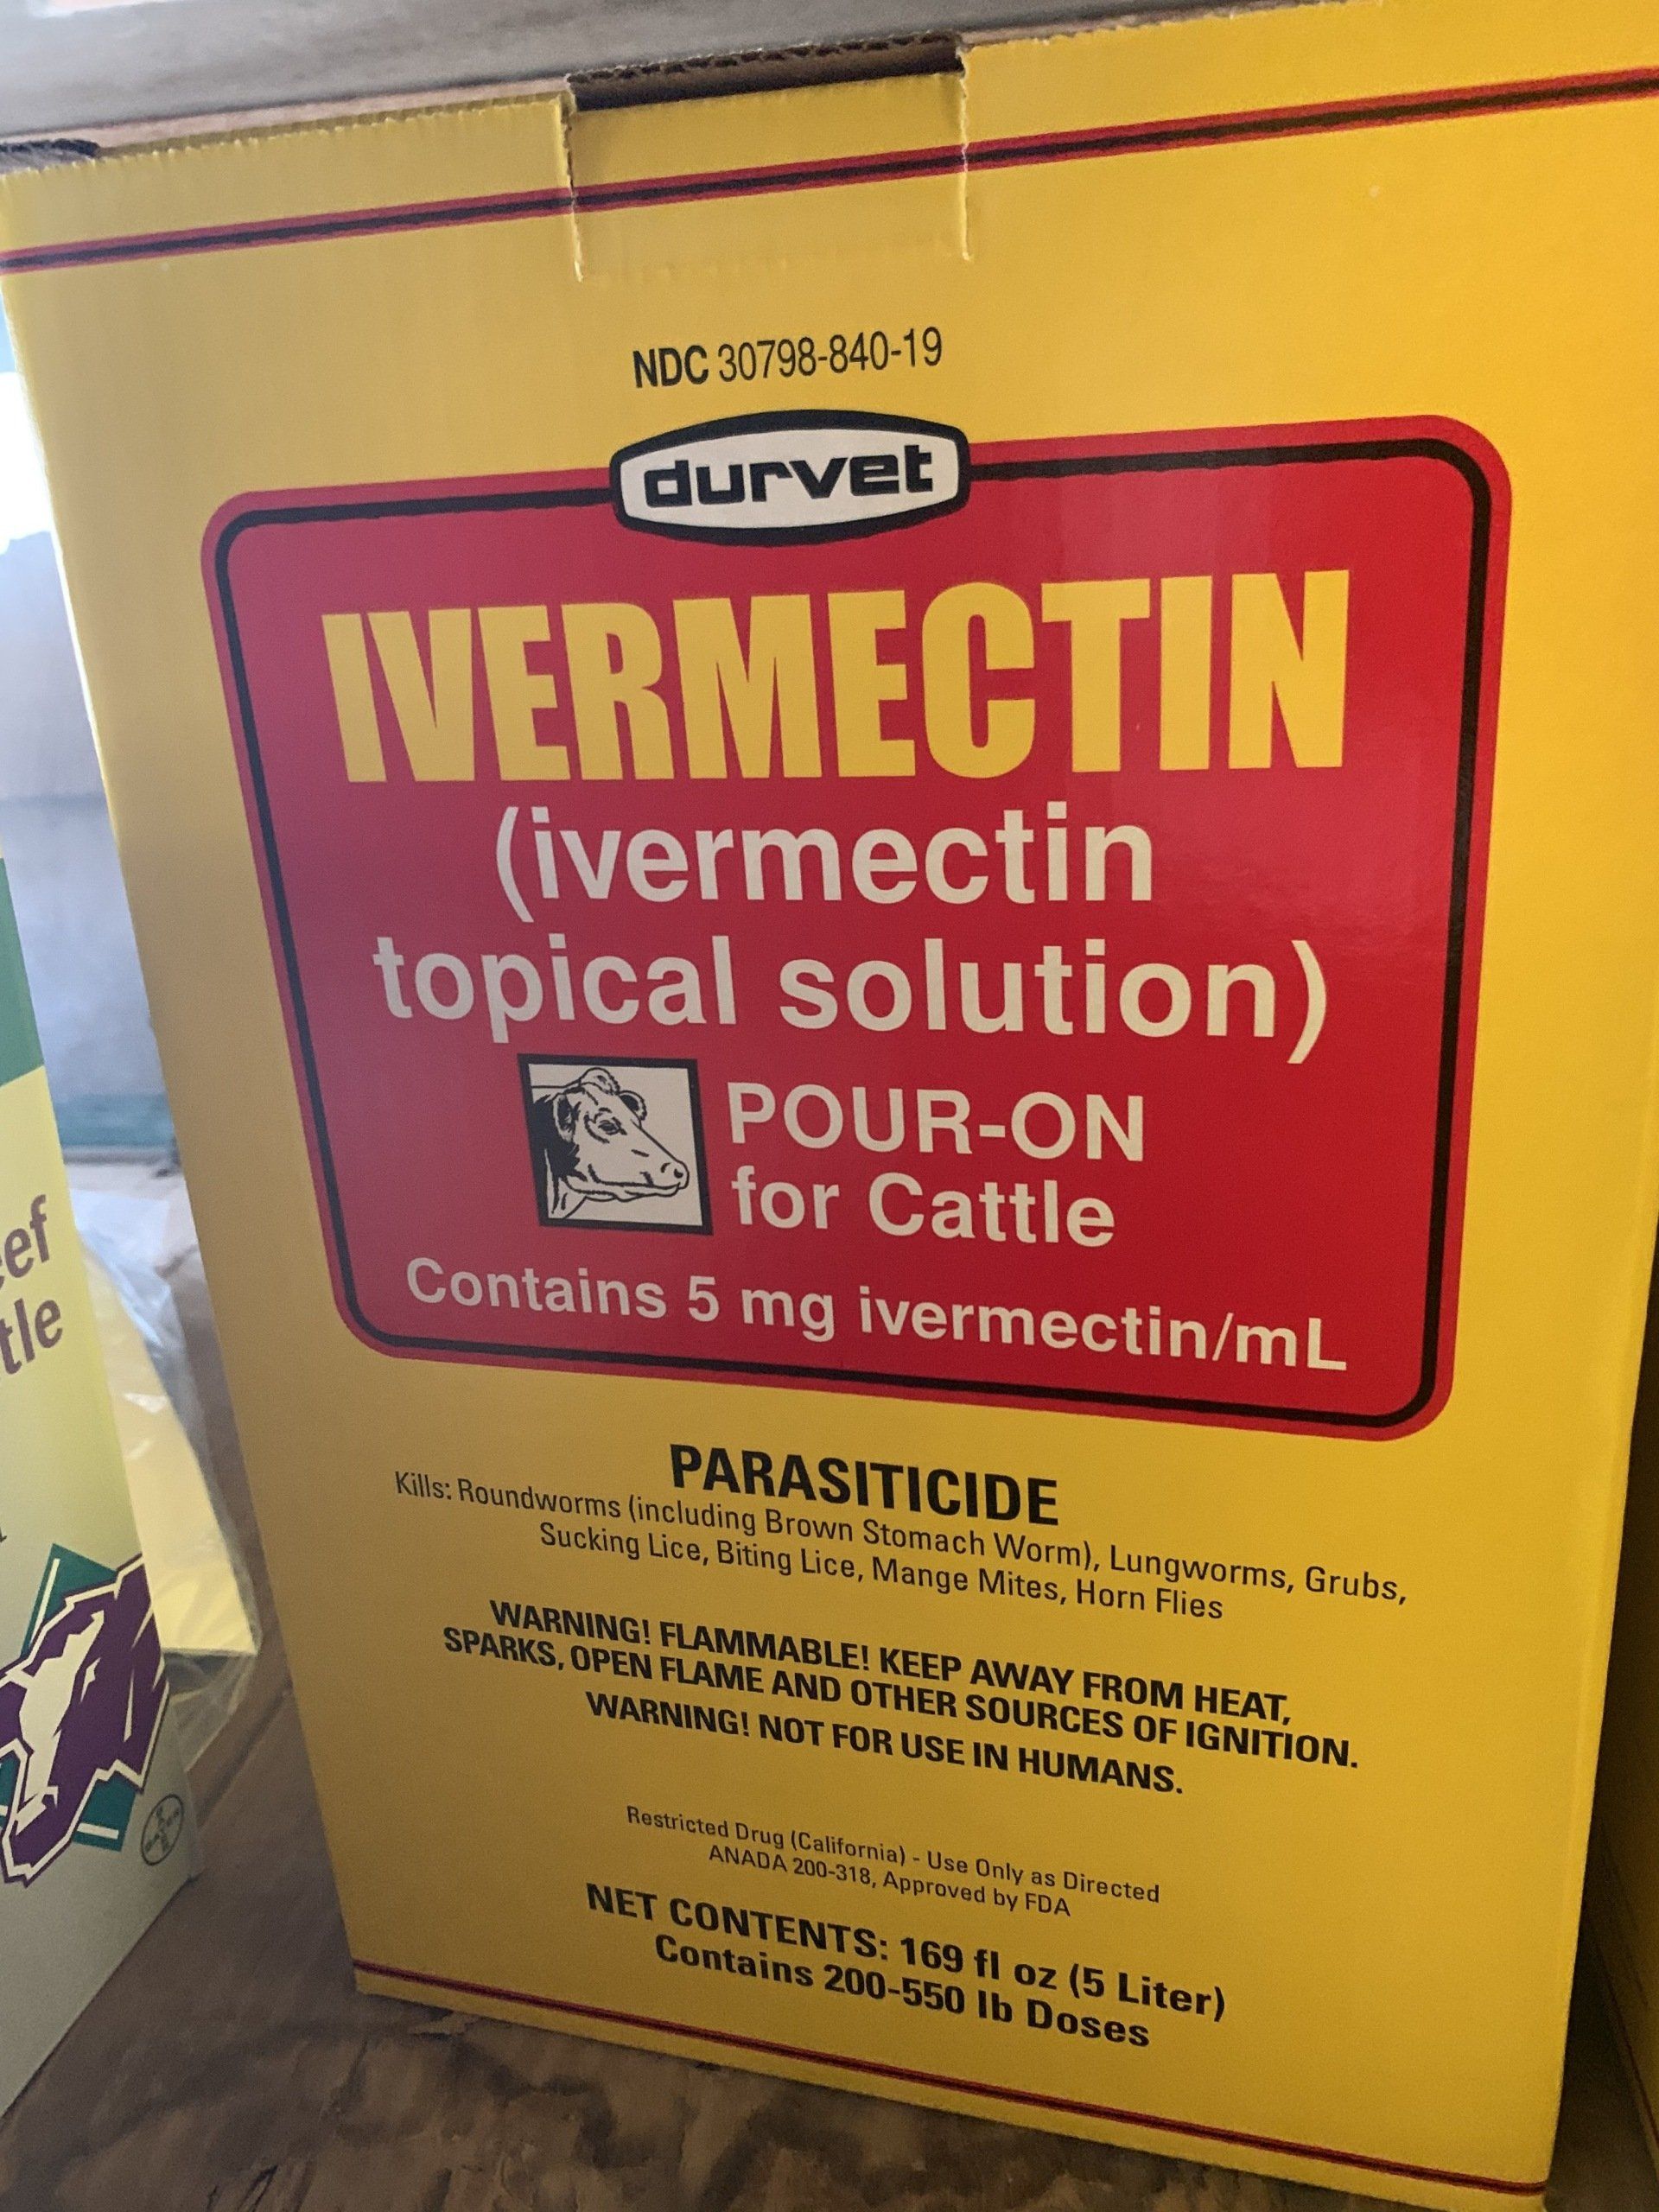 NDC 30798-840-19
durvet
IVERMECTIN
(ivermectin
topical solution)
POUR-ON
for Cattle
Contains 5 mg ivermectin/mL
PARASITICIDE
Kills: Roundworms (including Brown Stomach Worm), Lungworms, Grubs,
Sucking Lice, Biting Lice, Mange Mites, Horn Flies
WARNING! FLAMMABLE! KEEP AWAY FROM HEAT,
SPARKS, OPEN FLAME AND OTHER SOURCES OF IGNITION.
WARNING! NOT FOR USE IN HUMANS.
Restricted Drug (California) - Use Only as Directed
ANADA 200-318, Approved by FDA
NET CONTENTS: 169 fl oz (5 Liter)
Contains 200-550 lb Doses
ef
tle
BAYER